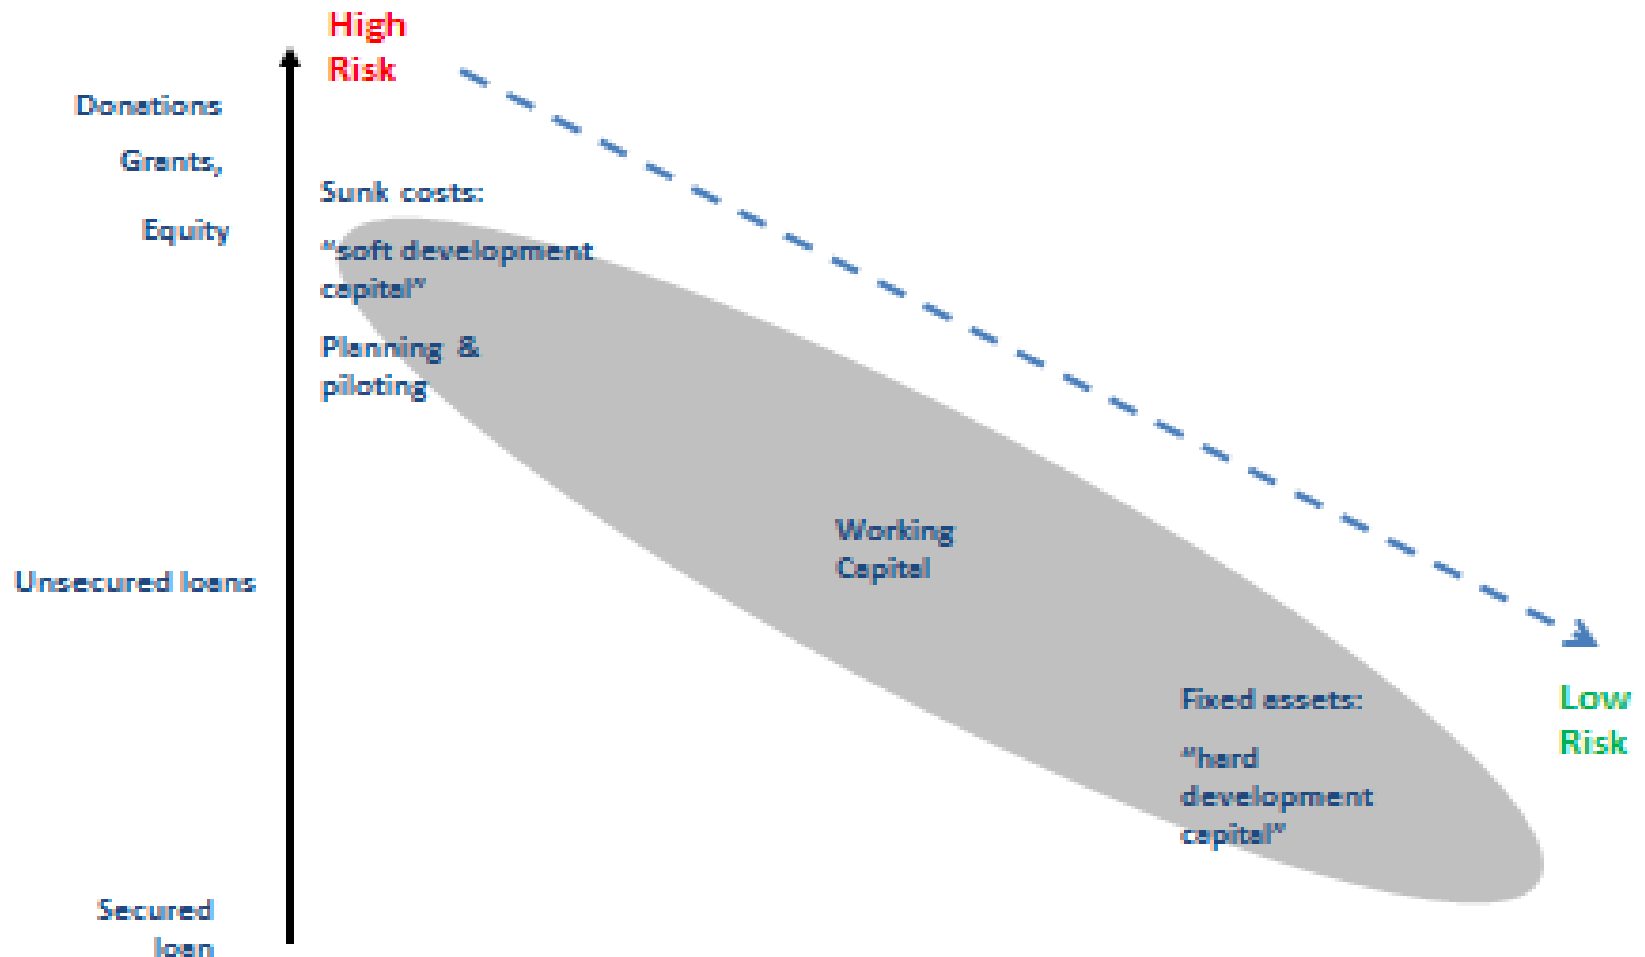 High
Risk
Donations
Grants,
Equity
Sunk costs:
“soft development
capital”
Planning &
piloting
Working
Capital
Unsecured loans
Fixed assets:
“hard
development
capital”
Low
Risk
Secured
loan